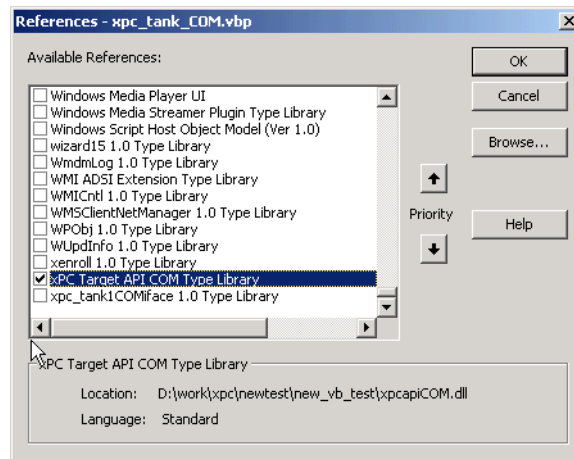 References - xpc_tank_COM.vbp
Available References:
OK
Cancel
Browse...
Priority
Help
Windows Media Player UI
Windows Media Streamer Plugin Type Library
Windows Script Host Object Model (Ver 1.0)
wizard15 1.0 Type Library
WmdmLog 1.0 Type Library
WMI ADSI Extension Type Library
WMICntl 1.0 Type Library
WMSClientNetManager 1.0 Type Library
WPObj 1.0 Type Library
WUpdInfo 1.0 Type Library
xenroll 1.0 Type Library
xPC Target API COM Type Library
xpc_tank1COMiface 1.0 Type Library
xPC Target API COM Type Library
Location: D:\work\xpc\newtest\new_vb_test\xpcapiCOM.dll
Language: Standard